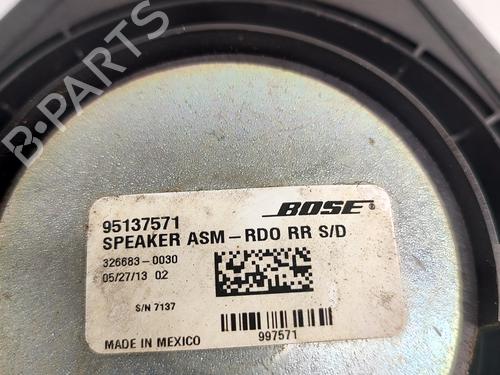 B-PARTS
BOSE
95137571
SPEAKER ASM-RDO RR S/D
326683-0030
05/27/13 02
S/N 7137
997571
MADE IN MEXICO